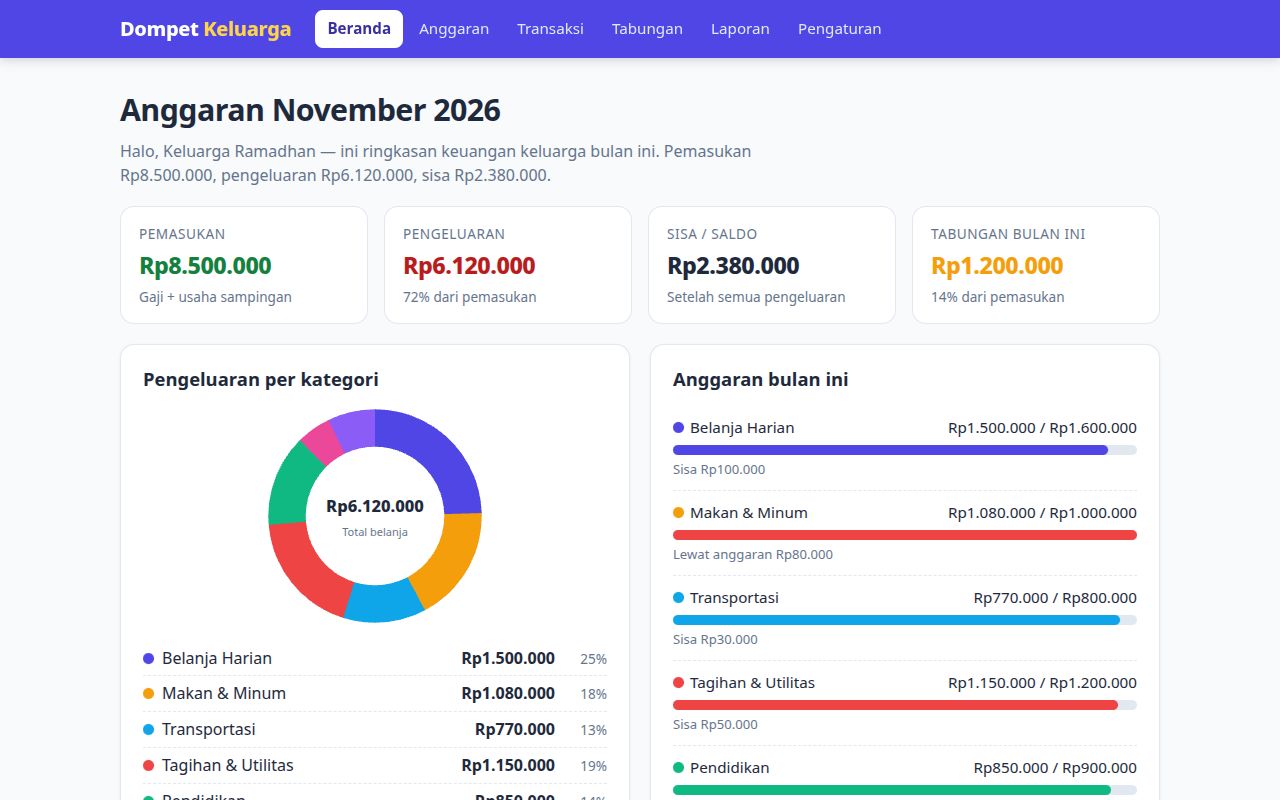 Dompet Keluarga
Beranda
Anggaran
Transaksi
Tabungan
Laporan
Pengaturan
Anggaran November 2026
Halo, Keluarga Ramadhan — ini ringkasan keuangan keluarga bulan ini. Pemasukan
Rp8.500.000, pengeluaran Rp6.120.000, sisa Rp2.380.000.
PEMASUKAN
Rp8.500.000
Gaji + usaha sampingan
PENGELUARAN
Rp6.120.000
72% dari pemasukan
SISA / SALDO
Rp2.380.000
Setelah semua pengeluaran
TABUNGAN BULAN INI
Rp1.200.000
14% dari pemasukan
Pengeluaran per kategori
Rp6.120.000
Total belanja
Belanja Harian Rp1.500.000 25%
Makan & Minum Rp1.080.000 18%
Transportasi Rp770.000 13%
Tagihan & Utilitas Rp1.150.000 19%
Pendidikan Rp850.000 14%
Anggaran bulan ini
Belanja Harian Rp1.500.000 / Rp1.600.000
Sisa Rp100.000
Makan & Minum Rp1.080.000 / Rp1.000.000
Lewat anggaran Rp80.000
Transportasi Rp770.000 / Rp800.000
Sisa Rp30.000
Tagihan & Utilitas Rp1.150.000 / Rp1.200.000
Sisa Rp50.000
Pendidikan Rp850.000 / Rp900.000